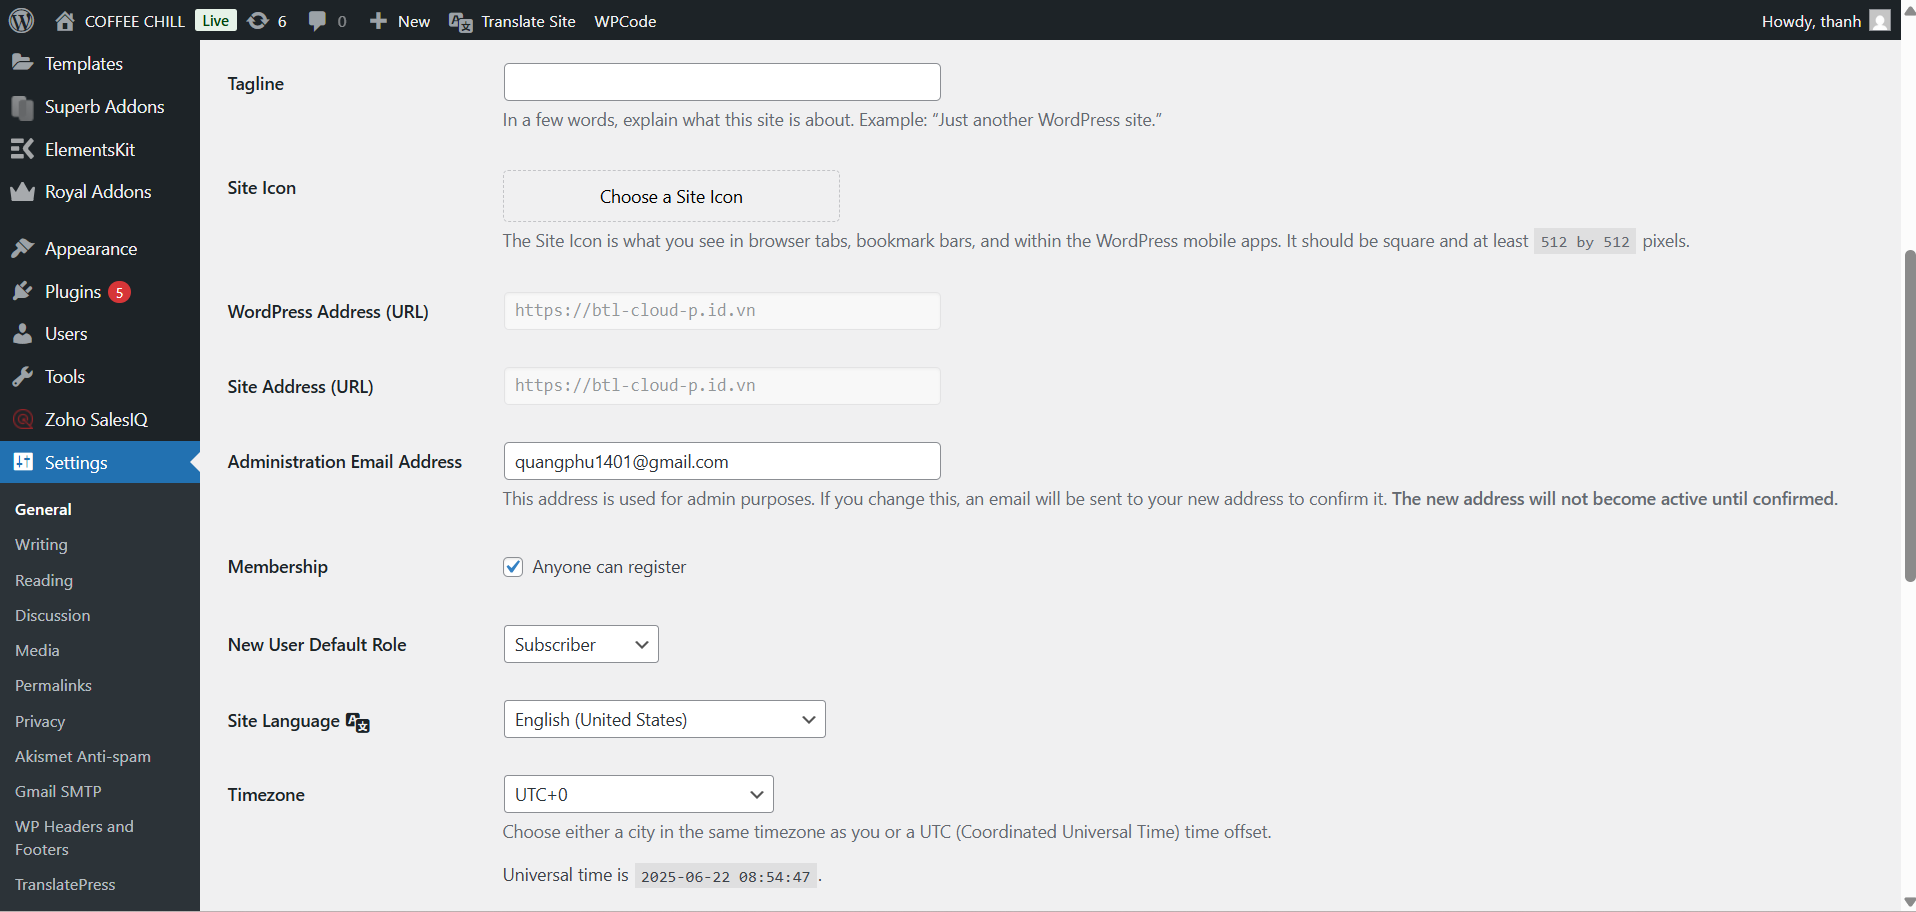 COFFEE CHILL Live 6 0 New Translate Site WPCode Howdy, thanh
Templates
Superb Addons
ElementsKit
Royal Addons
Appearance
Plugins 5
Users
Tools
Zoho SalesIQ
Settings
General
Writing
Reading
Discussion
Media
Permalinks
Privacy
Akismet Anti-spam
Gmail SMTP
WP Headers and
Footers
TranslatePress
Tagline
In a few words, explain what this site is about. Example: “Just another WordPress site.”
Site Icon
Choose a Site Icon
The Site Icon is what you see in browser tabs, bookmark bars, and within the WordPress mobile apps. It should be square and at least 512 by 512 pixels.
WordPress Address (URL) https://btl-cloud-p.id.vn
Site Address (URL) https://btl-cloud-p.id.vn
Administration Email Address quangphu1401@gmail.com
This address is used for admin purposes. If you change this, an email will be sent to your new address to confirm it. The new address will not become active until confirmed.
Membership Anyone can register
New User Default Role Subscriber
Site Language English (United States)
Timezone UTC+0
Choose either a city in the same timezone as you or a UTC (Coordinated Universal Time) time offset.
Universal time is 2025-06-22 08:54:47 .